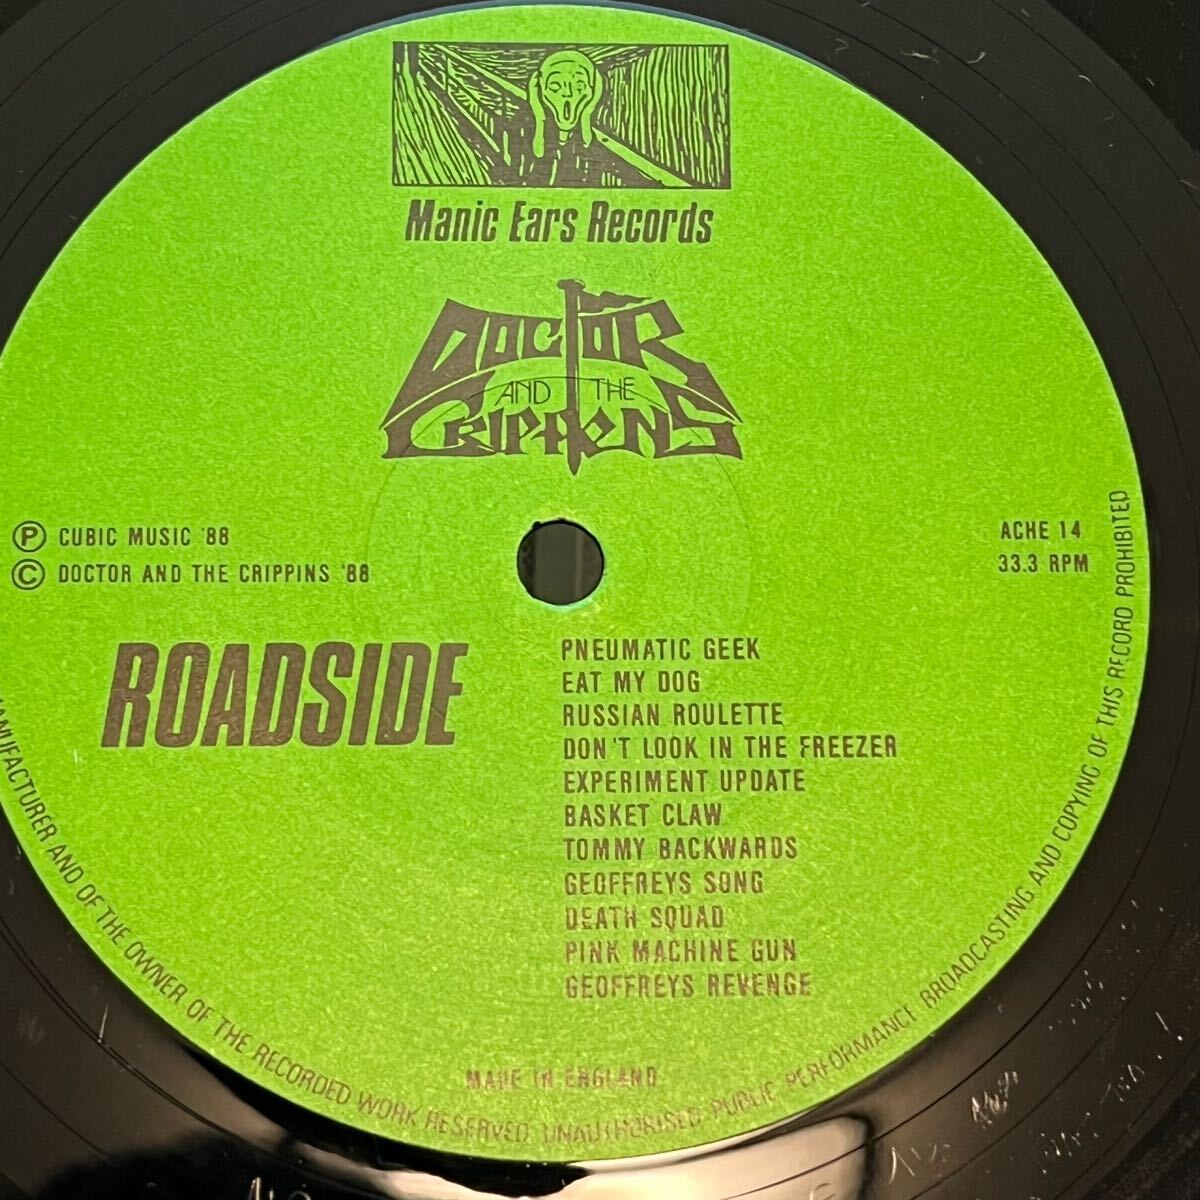 Manic Ears Records
DOCTOR
AND THE
CRIPPENS
Ⓟ CUBIC MUSIC '88
© DOCTOR AND THE CRIPPINS '88
ACHE 14
33.3 RPM
ROADSIDE
PNEUMATIC GEEK
EAT MY DOG
RUSSIAN ROULETTE
DON'T LOOK IN THE FREEZER
EXPERIMENT UPDATE
BASKET CLAW
TOMMY BACKWARDS
GEOFFREYS SONG
DEATH SQUAD
PINK MACHINE GUN
GEOFFREYS REVENGE
MADE IN ENGLAND
MANUFACTURER AND OF THE OWNER OF THE RECORDED WORK RESERVED. UNAUTHORISED PUBLIC PERFORMANCE BROADCASTING AND COPYING OF THIS RECORD PROHIBITED